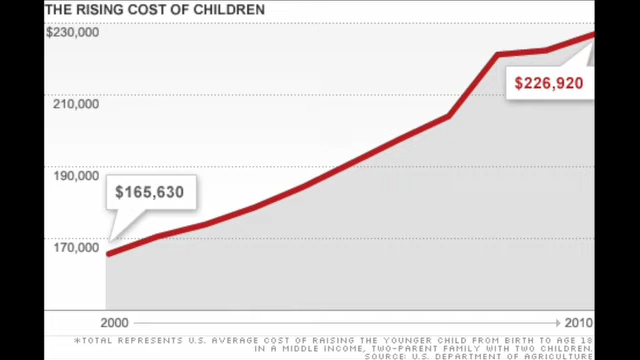 THE RISING COST OF CHILDREN
$230,000
210,000
$226,920
190,000
$165,630
170,000
2000
2010
*TOTAL REPRESENTS U.S. AVERAGE COST OF RAISING THE YOUNGER CHILD FROM BIRTH TO AGE 18
IN A MIDDLE INCOME, TWO-PARENT FAMILY WITH TWO CHILDREN.
SOURCE: U.S. DEPARTMENT OF AGRICULTURE